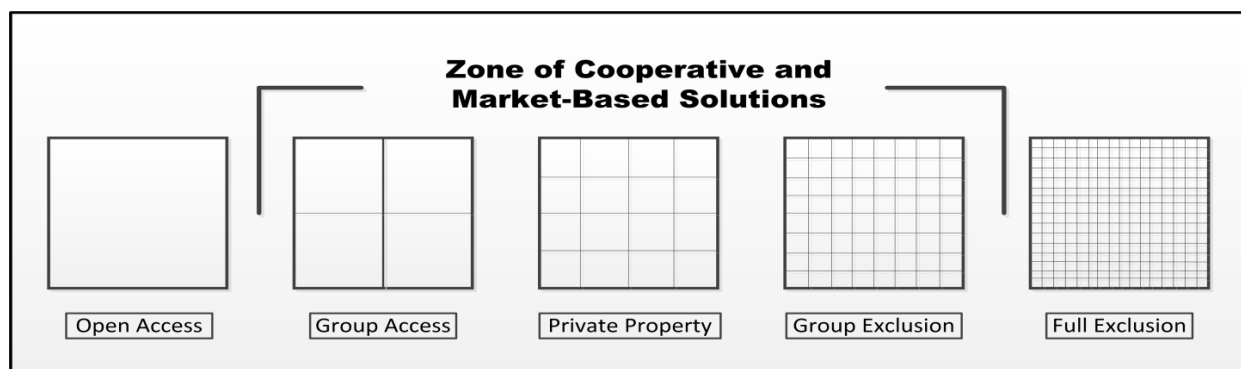 Zone of Cooperative and
Market-Based Solutions
Open Access
Group Access
Private Property
Group Exclusion
Full Exclusion